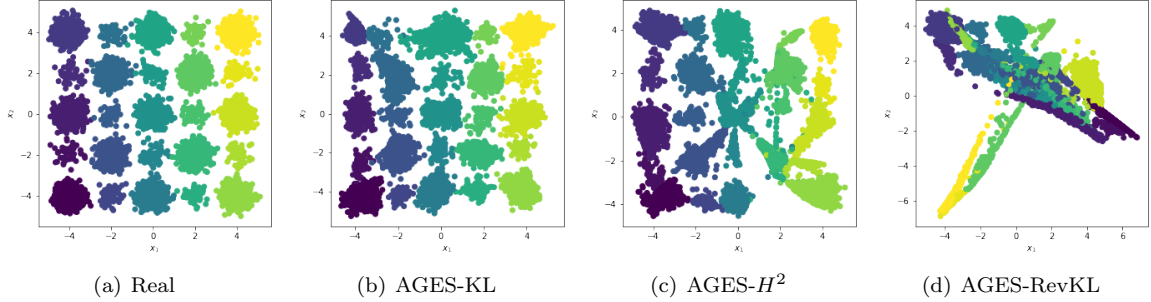 4 2 0 −2 −4
x2
−4 −2 0 2 4
x1
(a) Real
4 2 0 −2 −4
x2
−4 −2 0 2 4
x1
(b) AGES-KL
4 2 0 −2 −4
x2
−4 −2 0 2 4
x1
(c) AGES-H²
4 2 0 −2 −4 −6
x2
−4 −2 0 2 4 6
x1
(d) AGES-RevKL